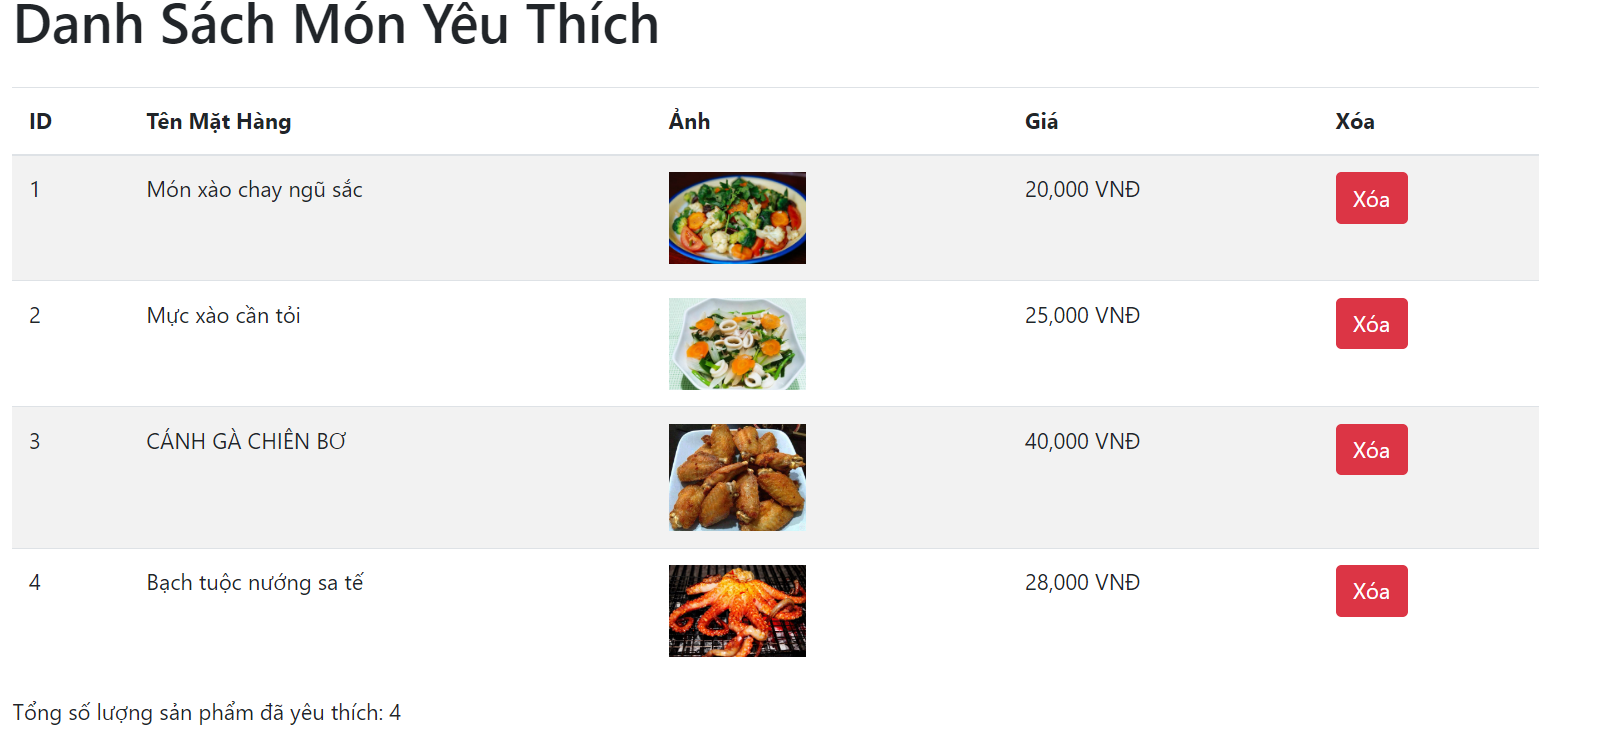 Danh Sách Món Yêu Thích
ID Tên Mặt Hàng Ảnh Giá Xóa
1 Món xào chay ngũ sắc 20,000 VNĐ Xóa
2 Mực xào cần tỏi 25,000 VNĐ Xóa
3 CÁNH GÀ CHIÊN BƠ 40,000 VNĐ Xóa
4 Bạch tuộc nướng sa tế 28,000 VNĐ Xóa
Tổng số lượng sản phẩm đã yêu thích: 4